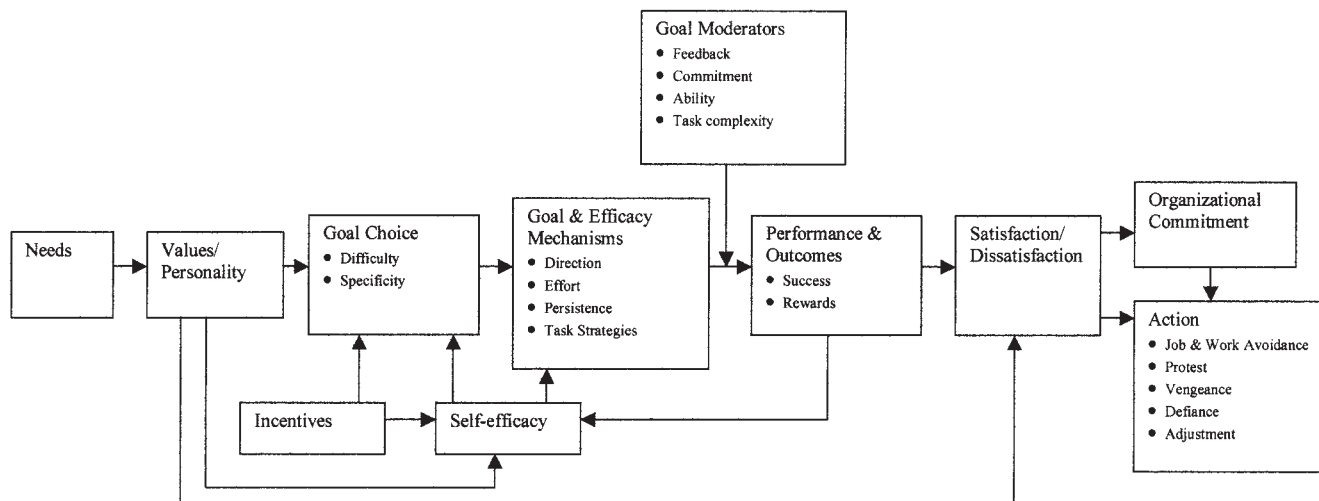 Goal Moderators
● Feedback
● Commitment
● Ability
● Task complexity
Needs
Values/
Personality
Goal Choice
● Difficulty
● Specificity
Goal & Efficacy
Mechanisms
● Direction
● Effort
● Persistence
● Task Strategies
Performance &
Outcomes
● Success
● Rewards
Satisfaction/
Dissatisfaction
Organizational
Commitment
Action
● Job & Work Avoidance
● Protest
● Vengeance
● Defiance
● Adjustment
Incentives
Self-efficacy